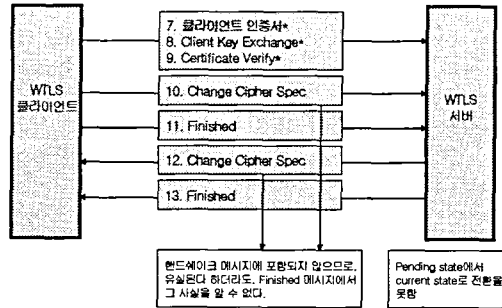 7. 클라이언트 인증서*
8. Client Key Exchange*
9. Certificate Verify*
WTLS
클라이언트
10. Change Cipher Spec
WTLS
서버
11. Finished
12. Change Cipher Spec
13. Finished
핸드쉐이크 메시지에 포함되지 않으므로,
유실된다 하더라도, Finished 메시지에서
그 사실을 알 수 없다.
Pending state에서
current state로 전환을
못함